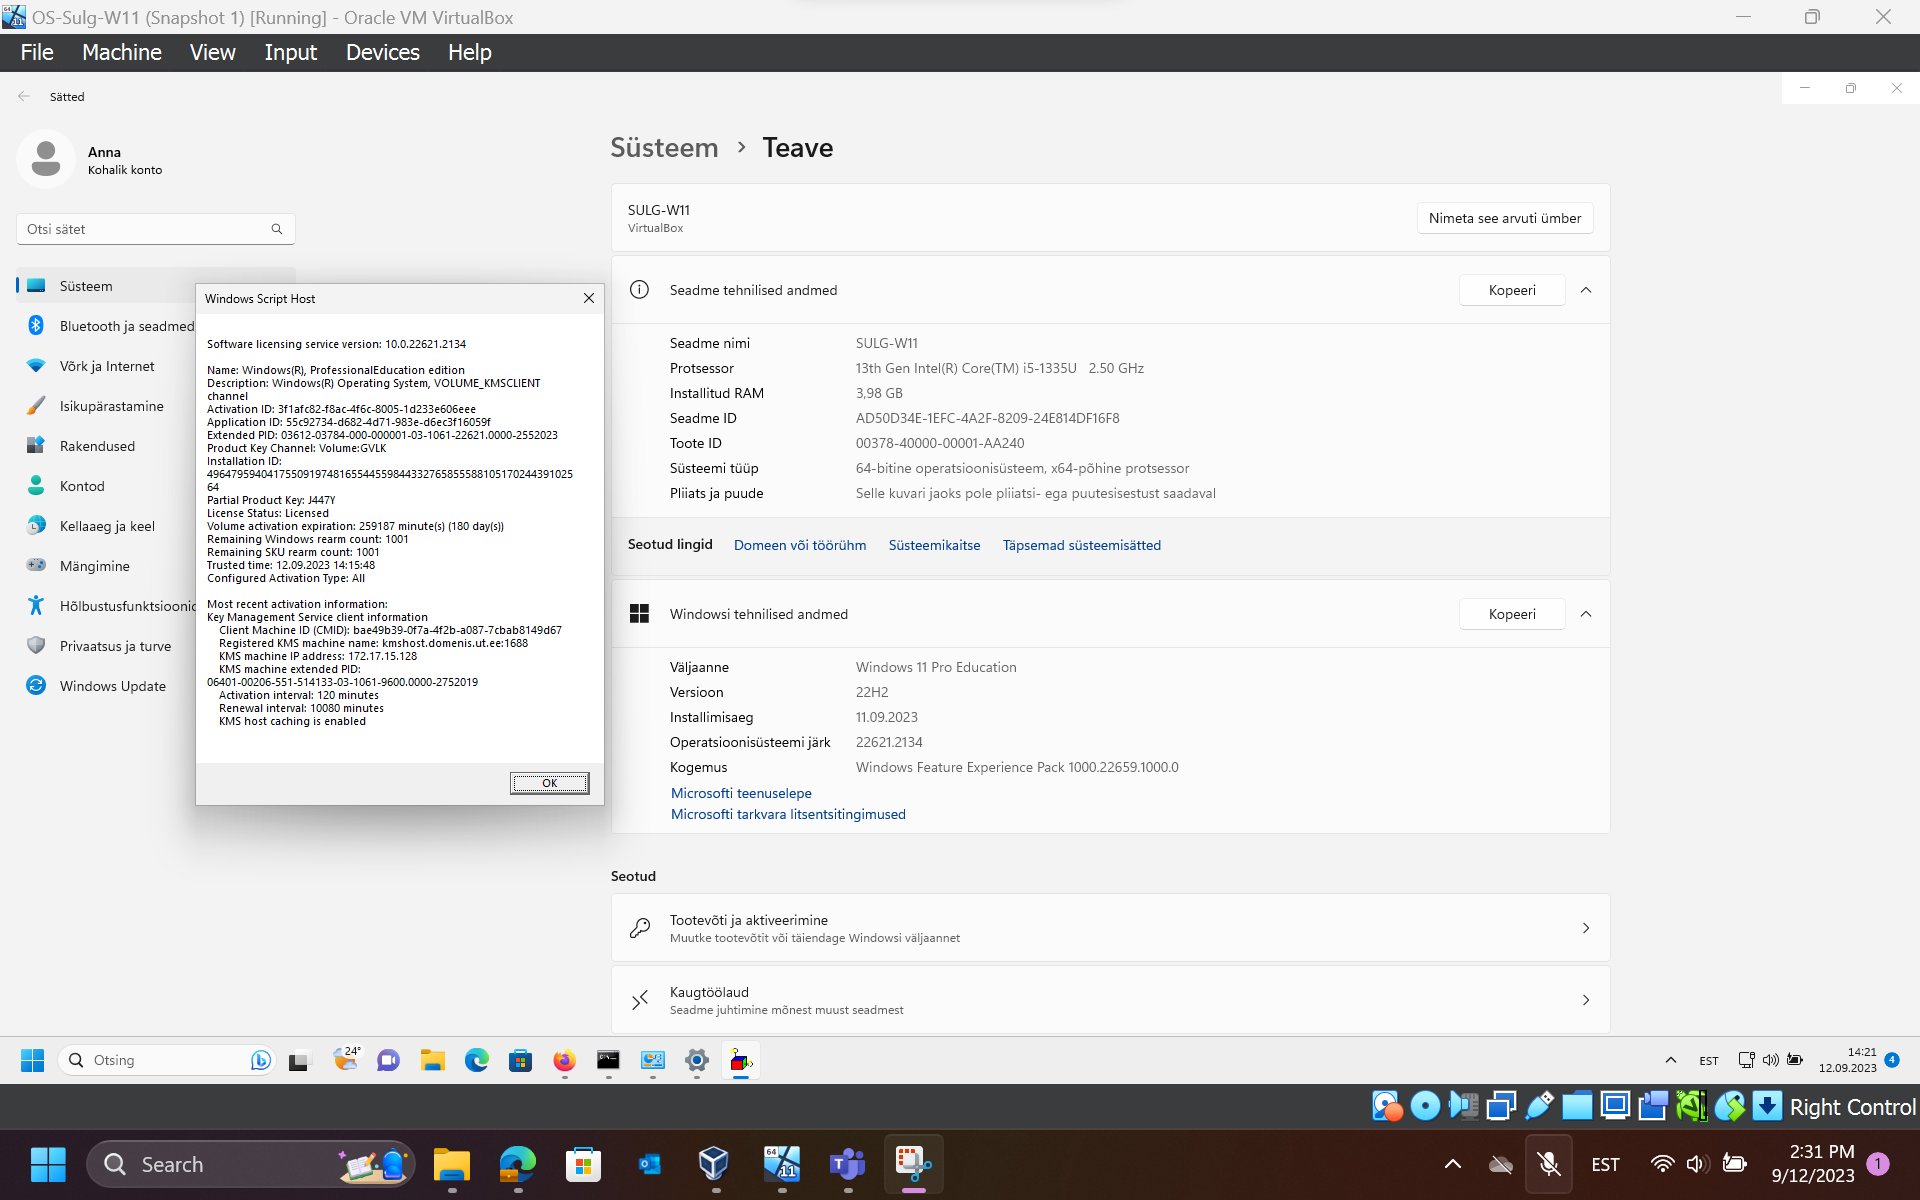 OS-Sulg-W11 (Snapshot 1) [Running] - Oracle VM VirtualBox
File Machine View Input Devices Help
Sätted
Anna
Kohalik konto
Otsi sätet
Süsteem
Bluetooth ja seadmed
Võrk ja Internet
Isikupärastamine
Rakendused
Kontod
Kellaaeg ja keel
Mängimine
Hõlbustusfunktsioonid
Privaatsus ja turve
Windows Update
Windows Script Host
Software licensing service version: 10.0.22621.2134
Name: Windows(R), ProfessionalEducation edition
Description: Windows(R) Operating System, VOLUME_KMSCLIENT
channel
Activation ID: 3f1afc82-f8ac-4f6c-8005-1d233e606eee
Application ID: 55c92734-d682-4d71-983e-d6ec3f16059f
Extended PID: 03612-03784-000-000001-03-1061-22621.0000-2552023
Product Key Channel: Volume:GVLK
Installation ID:
4964795940417550919748165544559844332765855588105170244391025
64
Partial Product Key: J447Y
License Status: Licensed
Volume activation expiration: 259187 minute(s) (180 day(s))
Remaining Windows rearm count: 1001
Remaining SKU rearm count: 1001
Trusted time: 12.09.2023 14:15:48
Configured Activation Type: All
Most recent activation information:
Key Management Service client information
Client Machine ID (CMID): bae49b39-0f7a-4f2b-a087-7cbab8149d67
Registered KMS machine name: kmshost.domenis.ut.ee:1688
KMS machine IP address: 172.17.15.128
KMS machine extended PID:
06401-00206-551-514133-03-1061-9600.0000-2752019
Activation interval: 120 minutes
Renewal interval: 10080 minutes
KMS host caching is enabled
OK
Süsteem > Teave
SULG-W11
VirtualBox
Nimeta see arvuti ümber
Seadme tehnilised andmed
Kopeeri
Seadme nimi SULG-W11
Protsessor 13th Gen Intel(R) Core(TM) i5-1335U 2.50 GHz
Installitud RAM 3,98 GB
Seadme ID AD50D34E-1EFC-4A2F-8209-24E814DF16F8
Toote ID 00378-40000-00001-AA240
Süsteemi tüüp 64-bitine operatsioonisüsteem, x64-põhine protsessor
Pliiats ja puude Selle kuvari jaoks pole pliiatsi- ega puutesisestust saadaval
Seotud lingid Domeen või töörühm Süsteemikaitse Täpsemad süsteemisätted
Windowsi tehnilised andmed
Kopeeri
Väljaanne Windows 11 Pro Education
Versioon 22H2
Installimisaeg 11.09.2023
Operatsioonisüsteemi järk 22621.2134
Kogemus Windows Feature Experience Pack 1000.22659.1000.0
Microsofti teenuselepe
Microsofti tarkvara litsentsitingimused
Seotud
Tootevõti ja aktiveerimine
Muutke tootevõtit või täiendage Windowsi väljaannet
Kaugtöölaud
Seadme juhtimine mõnest muust seadmest
Otsing
24°
EST
14:21
12.09.2023
4
Right Control
Search
64
11
EST
2:31 PM
9/12/2023
1